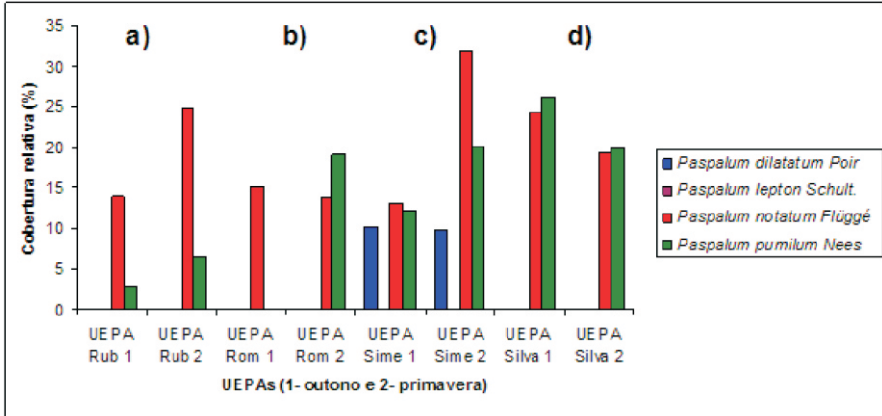 a) b) c) d)
Cobertura relativa (%)
35
30
25
20
15
10
5
0
UEPA Rub 1
UEPA Rub 2
UEPA Rom 1
UEPA Rom 2
UEPA Sime 1
UEPA Sime 2
UEPA Silva 1
UEPA Silva 2
UEPAs (1- outono e 2- primavera)
Paspalum dilatatum Poir
Paspalum lepton Schult.
Paspalum notatum Flüggé
Paspalum pumilum Nees